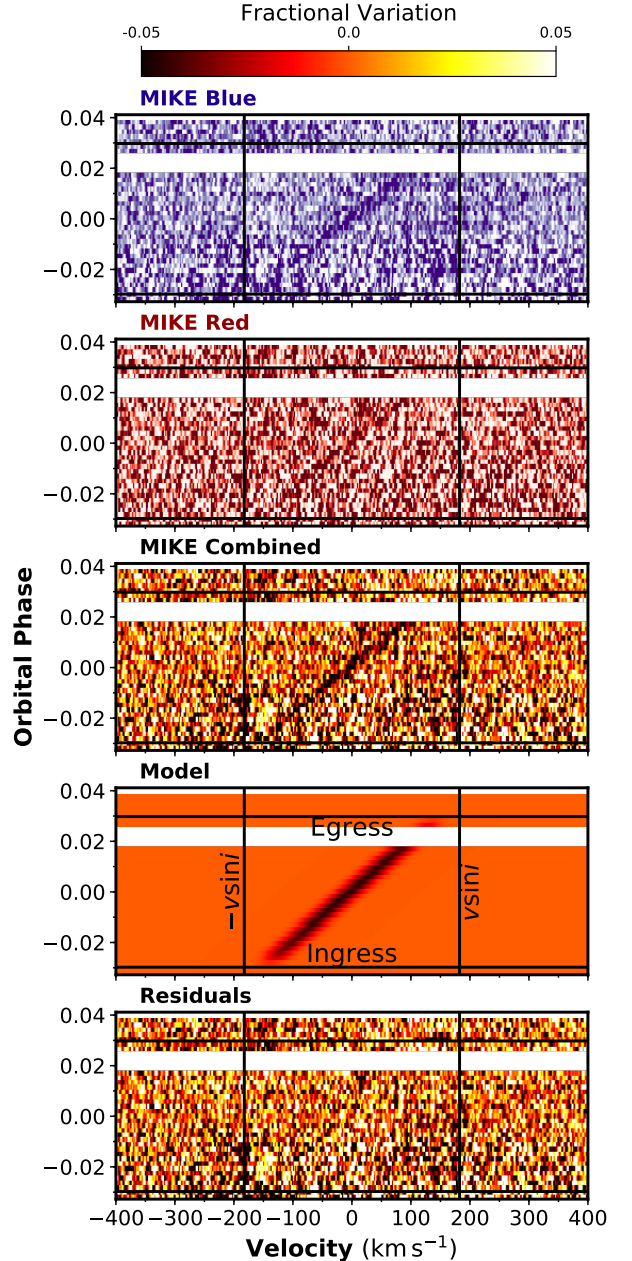 Fractional Variation
-0.05 0.0 0.05
MIKE Blue
0.04
0.02
0.00
−0.02
MIKE Red
0.04
0.02
0.00
−0.02
MIKE Combined
0.04
0.02
0.00
−0.02
Orbital Phase
Model
0.04
0.02
0.00
−0.02
Egress
−vsini
vsini
Ingress
Residuals
0.04
0.02
0.00
−0.02
−400 −300 −200 −100 0 100 200 300 400
Velocity (km s⁻¹)